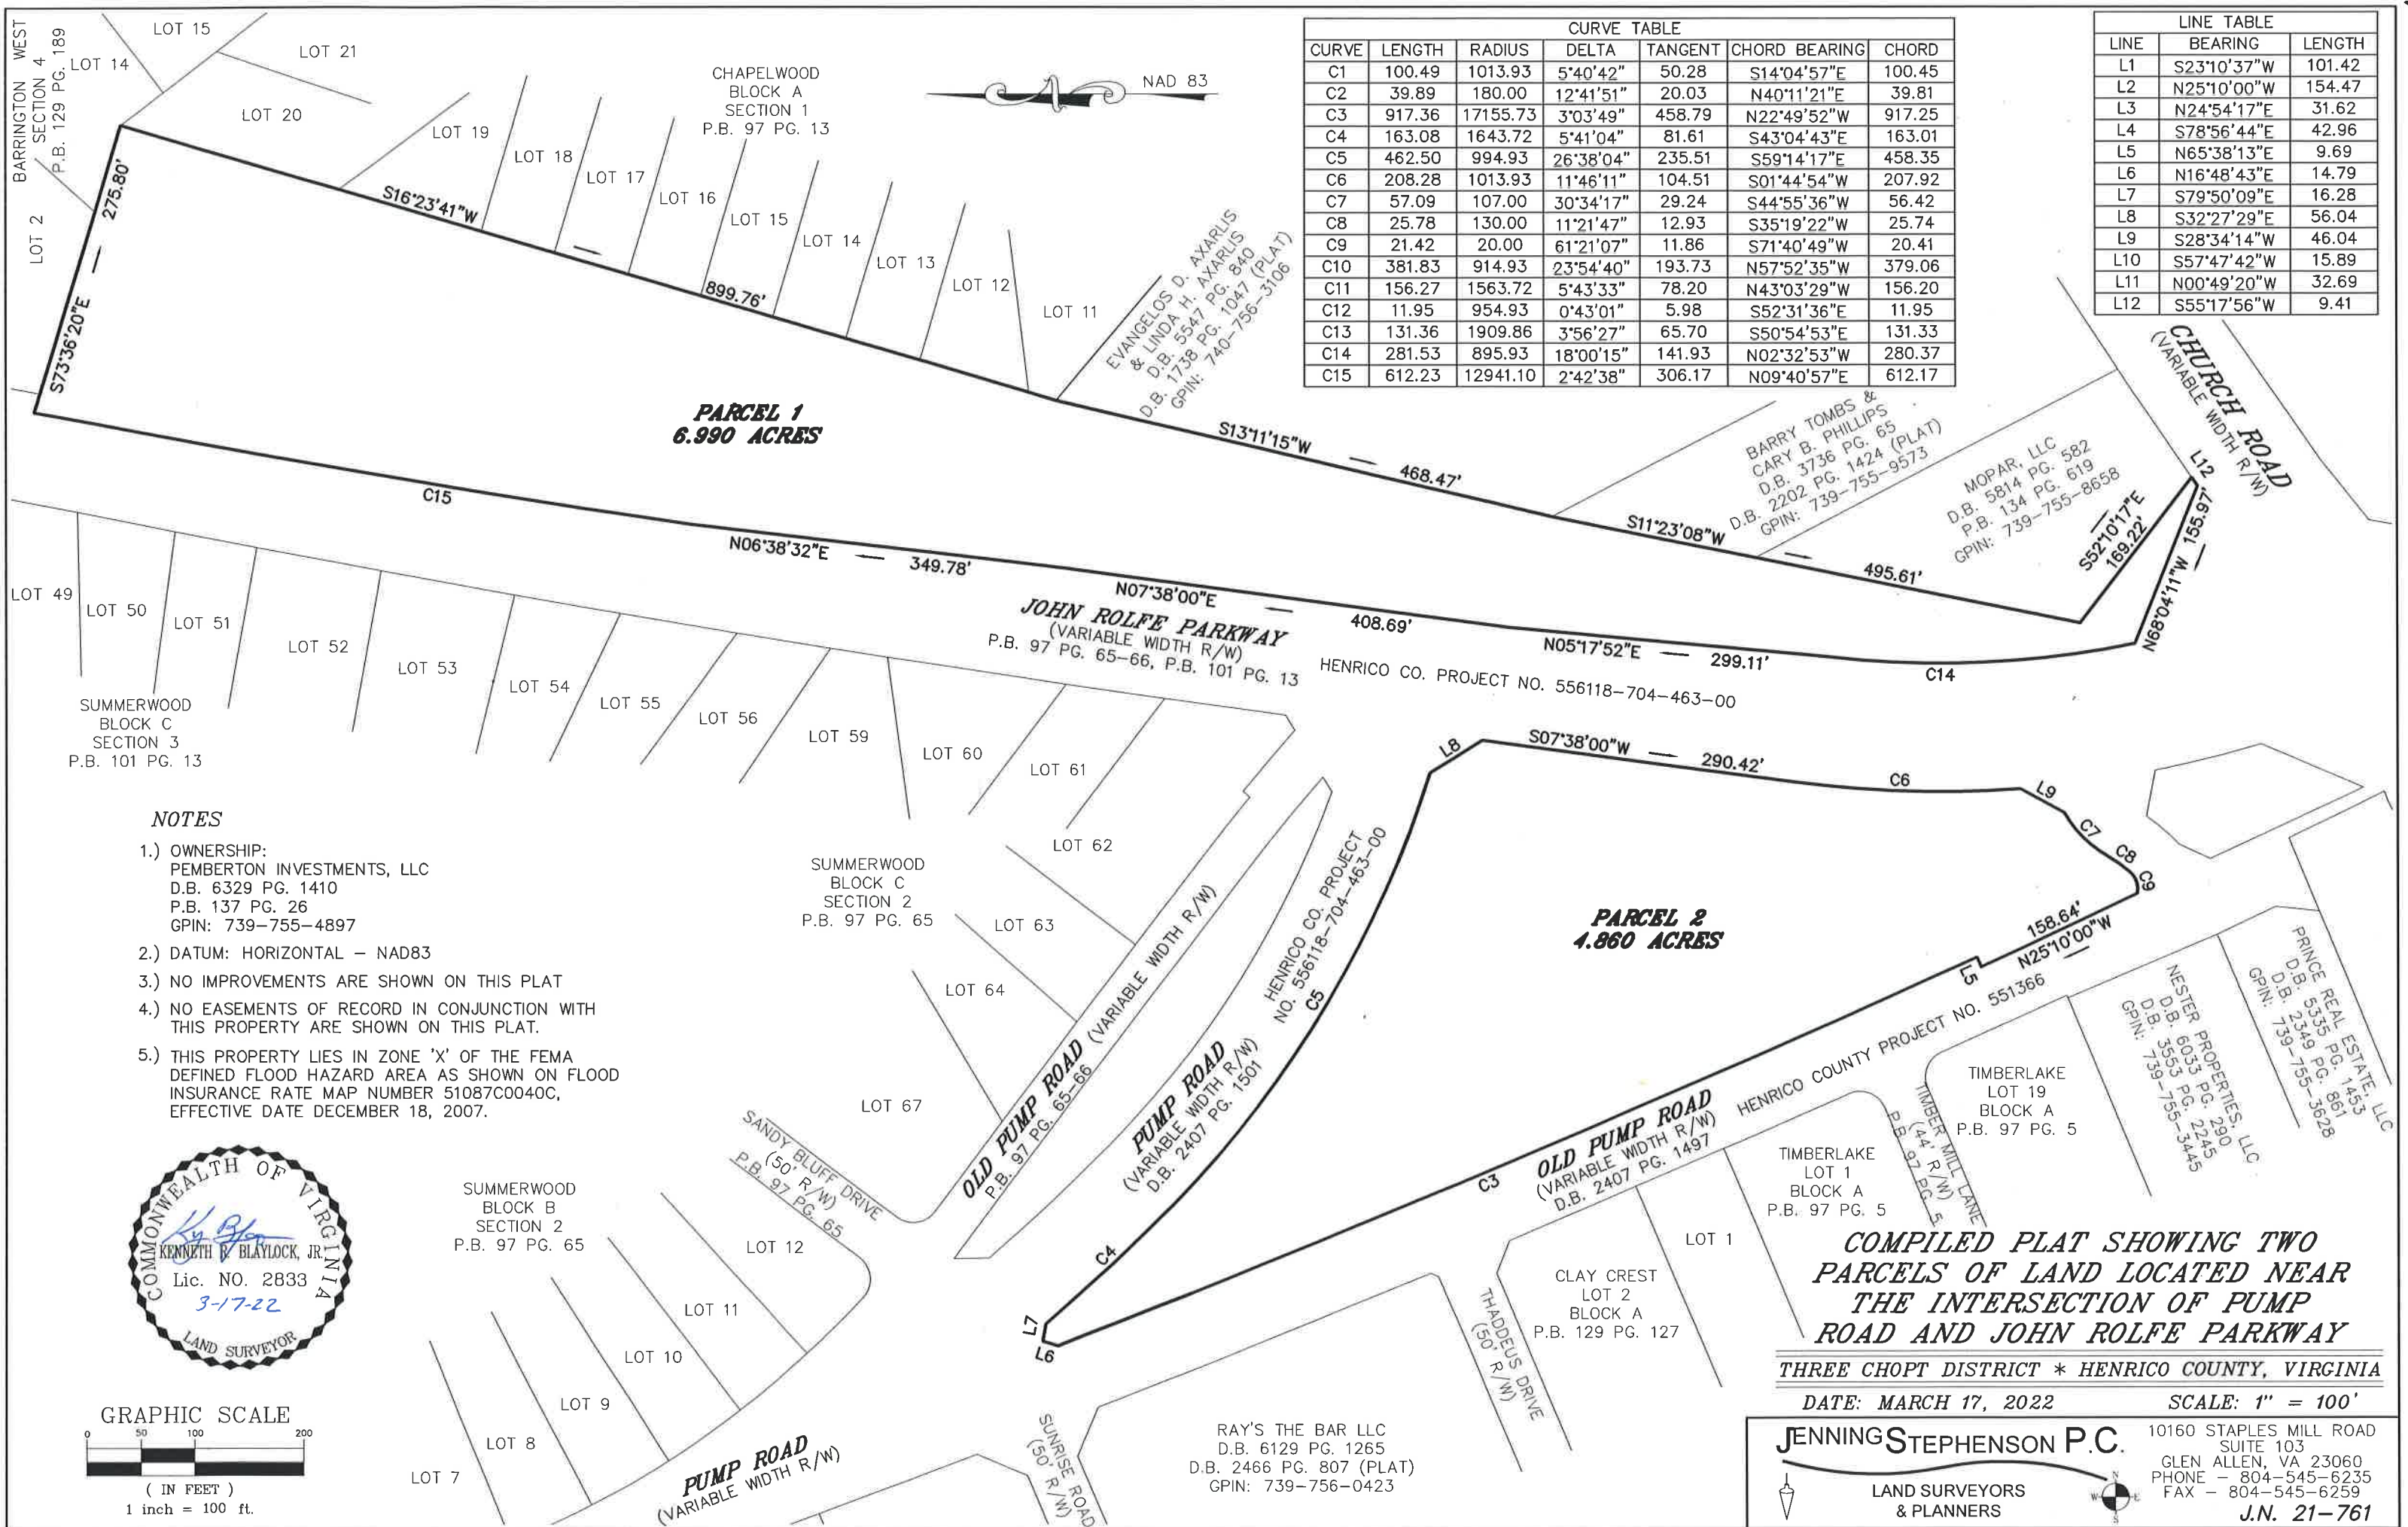 BARRINGTON WEST
SECTION 4
P.B. 129 PG. 189
LOT 14
LOT 15
LOT 21
LOT 20
LOT 2
LOT 19
LOT 18
LOT 17
LOT 16
LOT 15
LOT 14
LOT 13
LOT 12
LOT 11
CHAPELWOOD
BLOCK A
SECTION 1
P.B. 97 PG. 13
NAD 83
CURVE TABLE
CURVE LENGTH RADIUS DELTA TANGENT CHORD BEARING CHORD
C1 100.49 1013.93 5°40'42" 50.28 S14°04'57"E 100.45
C2 39.89 180.00 12°41'51" 20.03 N40°11'21"E 39.81
C3 917.36 17155.73 3°03'49" 458.79 N22°49'52"W 917.25
C4 163.08 1643.72 5°41'04" 81.61 S43°04'43"E 163.01
C5 462.50 994.93 26°38'04" 235.51 S59°14'17"E 458.35
C6 208.28 1013.93 11°46'11" 104.51 S01°44'54"W 207.92
C7 57.09 107.00 30°34'17" 29.24 S44°55'36"W 56.42
C8 25.78 130.00 11°21'47" 12.93 S35°19'22"W 25.74
C9 21.42 20.00 61°21'07" 11.86 S71°40'49"W 20.41
C10 381.83 914.93 23°54'40" 193.73 N57°52'35"W 379.06
C11 156.27 1563.72 5°43'33" 78.20 N43°03'29"W 156.20
C12 11.95 954.93 0°43'01" 5.98 S52°31'36"E 11.95
C13 131.36 1909.86 3°56'27" 65.70 S50°54'53"E 131.33
C14 281.53 895.93 18°00'15" 141.93 N02°32'53"W 280.37
C15 612.23 12941.10 2°42'38" 306.17 N09°40'57"E 612.17
LINE TABLE
LINE BEARING LENGTH
L1 S23°10'37"W 101.42
L2 N25°10'00"W 154.47
L3 N24°54'17"E 31.62
L4 S78°56'44"E 42.96
L5 N65°38'13"E 9.69
L6 N16°48'43"E 14.79
L7 S79°50'09"E 16.28
L8 S32°27'29"E 56.04
L9 S28°34'14"W 46.04
L10 S57°47'42"W 15.89
L11 N00°49'20"W 32.69
L12 S55°17'56"W 9.41
S73°36'20"E 275.80'
S16°23'41"W 899.76'
EVANGELOS D. AXARLIS
& LINDA H. AXARLIS
D.B. 5547 PG. 840
D.B. 1738 PG. 1047 (PLAT)
GPIN: 740-756-3106
PARCEL 1
6.990 ACRES
S13°11'15"W 468.47'
BARRY TOMBS &
CARY B. PHILLIPS
D.B. 3736 PG. 65
D.B. 2202 PG. 1424 (PLAT)
GPIN: 739-755-9573
MOPAR, LLC
D.B. 5814 PG. 582
P.B. 134 PG. 619
GPIN: 739-755-8658
CHURCH ROAD
(VARIABLE WIDTH R/W)
L12
S11°23'08"W 495.61'
S52°10'17"E
169.22'
N68°04'11"W 155.97'
C15
N06°38'32"E 349.78'
N07°38'00"E 408.69'
N05°17'52"E 299.11'
C14
JOHN ROLFE PARKWAY
(VARIABLE WIDTH R/W)
P.B. 97 PG. 65-66, P.B. 101 PG. 13
HENRICO CO. PROJECT NO. 556118-704-463-00
LOT 49
LOT 50
LOT 51
LOT 52
LOT 53
LOT 54
LOT 55
LOT 56
LOT 59
LOT 60
LOT 61
LOT 62
LOT 63
LOT 64
LOT 67
SUMMERWOOD
BLOCK C
SECTION 3
P.B. 101 PG. 13
SUMMERWOOD
BLOCK C
SECTION 2
P.B. 97 PG. 65
L8
S07°38'00"W 290.42'
C6
L9
C7
C8
C9
158.64'
N25°10'00"W
L5
PARCEL 2
4.860 ACRES
HENRICO CO. PROJECT
NO. 556118-704-463-00
C5
PUMP ROAD
(VARIABLE WIDTH R/W)
D.B. 2407 PG. 1501
OLD PUMP ROAD (VARIABLE WIDTH R/W)
P.B. 97 PG. 65-66
C4
L7
L6
C3
OLD PUMP ROAD
(VARIABLE WIDTH R/W)
D.B. 2407 PG. 1497
HENRICO COUNTY PROJECT NO. 551366
NOTES
1.) OWNERSHIP:
PEMBERTON INVESTMENTS, LLC
D.B. 6329 PG. 1410
P.B. 137 PG. 26
GPIN: 739-755-4897
2.) DATUM: HORIZONTAL – NAD83
3.) NO IMPROVEMENTS ARE SHOWN ON THIS PLAT
4.) NO EASEMENTS OF RECORD IN CONJUNCTION WITH
THIS PROPERTY ARE SHOWN ON THIS PLAT.
5.) THIS PROPERTY LIES IN ZONE 'X' OF THE FEMA
DEFINED FLOOD HAZARD AREA AS SHOWN ON FLOOD
INSURANCE RATE MAP NUMBER 51087C0040C,
EFFECTIVE DATE DECEMBER 18, 2007.
COMMONWEALTH OF VIRGINIA
KENNETH R. BLAYLOCK, JR.
Lic. NO. 2833
3-17-22
LAND SURVEYOR
GRAPHIC SCALE
0 50 100 200
( IN FEET )
1 inch = 100 ft.
SANDY BLUFF DRIVE
(50' R/W)
P.B. 97 PG. 65
SUMMERWOOD
BLOCK B
SECTION 2
P.B. 97 PG. 65
LOT 12
LOT 11
LOT 10
LOT 9
LOT 8
LOT 7
PUMP ROAD
(VARIABLE WIDTH R/W)
SUNRISE ROAD
(50' R/W)
RAY'S THE BAR LLC
D.B. 6129 PG. 1265
D.B. 2466 PG. 807 (PLAT)
GPIN: 739-756-0423
THADDEUS DRIVE
(50' R/W)
CLAY CREST
LOT 2
BLOCK A
P.B. 129 PG. 127
LOT 1
TIMBERLAKE
LOT 1
BLOCK A
P.B. 97 PG. 5
TIMBER MILL LANE
(44' R/W)
P.B. 97 PG. 5
TIMBERLAKE
LOT 19
BLOCK A
P.B. 97 PG. 5
NESTER PROPERTIES, LLC
D.B. 6033 PG. 290
D.B. 3553 PG. 2245
GPIN: 739-755-3445
PRINCE REAL ESTATE, LLC
D.B. 5335 PG. 1453
D.B. 2349 PG. 861
GPIN: 739-755-3628
COMPILED PLAT SHOWING TWO
PARCELS OF LAND LOCATED NEAR
THE INTERSECTION OF PUMP
ROAD AND JOHN ROLFE PARKWAY
THREE CHOPT DISTRICT * HENRICO COUNTY, VIRGINIA
DATE: MARCH 17, 2022 SCALE: 1" = 100'
JENNINGSTEPHENSON P.C.
LAND SURVEYORS
& PLANNERS
N
W E
S
10160 STAPLES MILL ROAD
SUITE 103
GLEN ALLEN, VA 23060
PHONE – 804-545-6235
FAX – 804-545-6259
J.N. 21-761